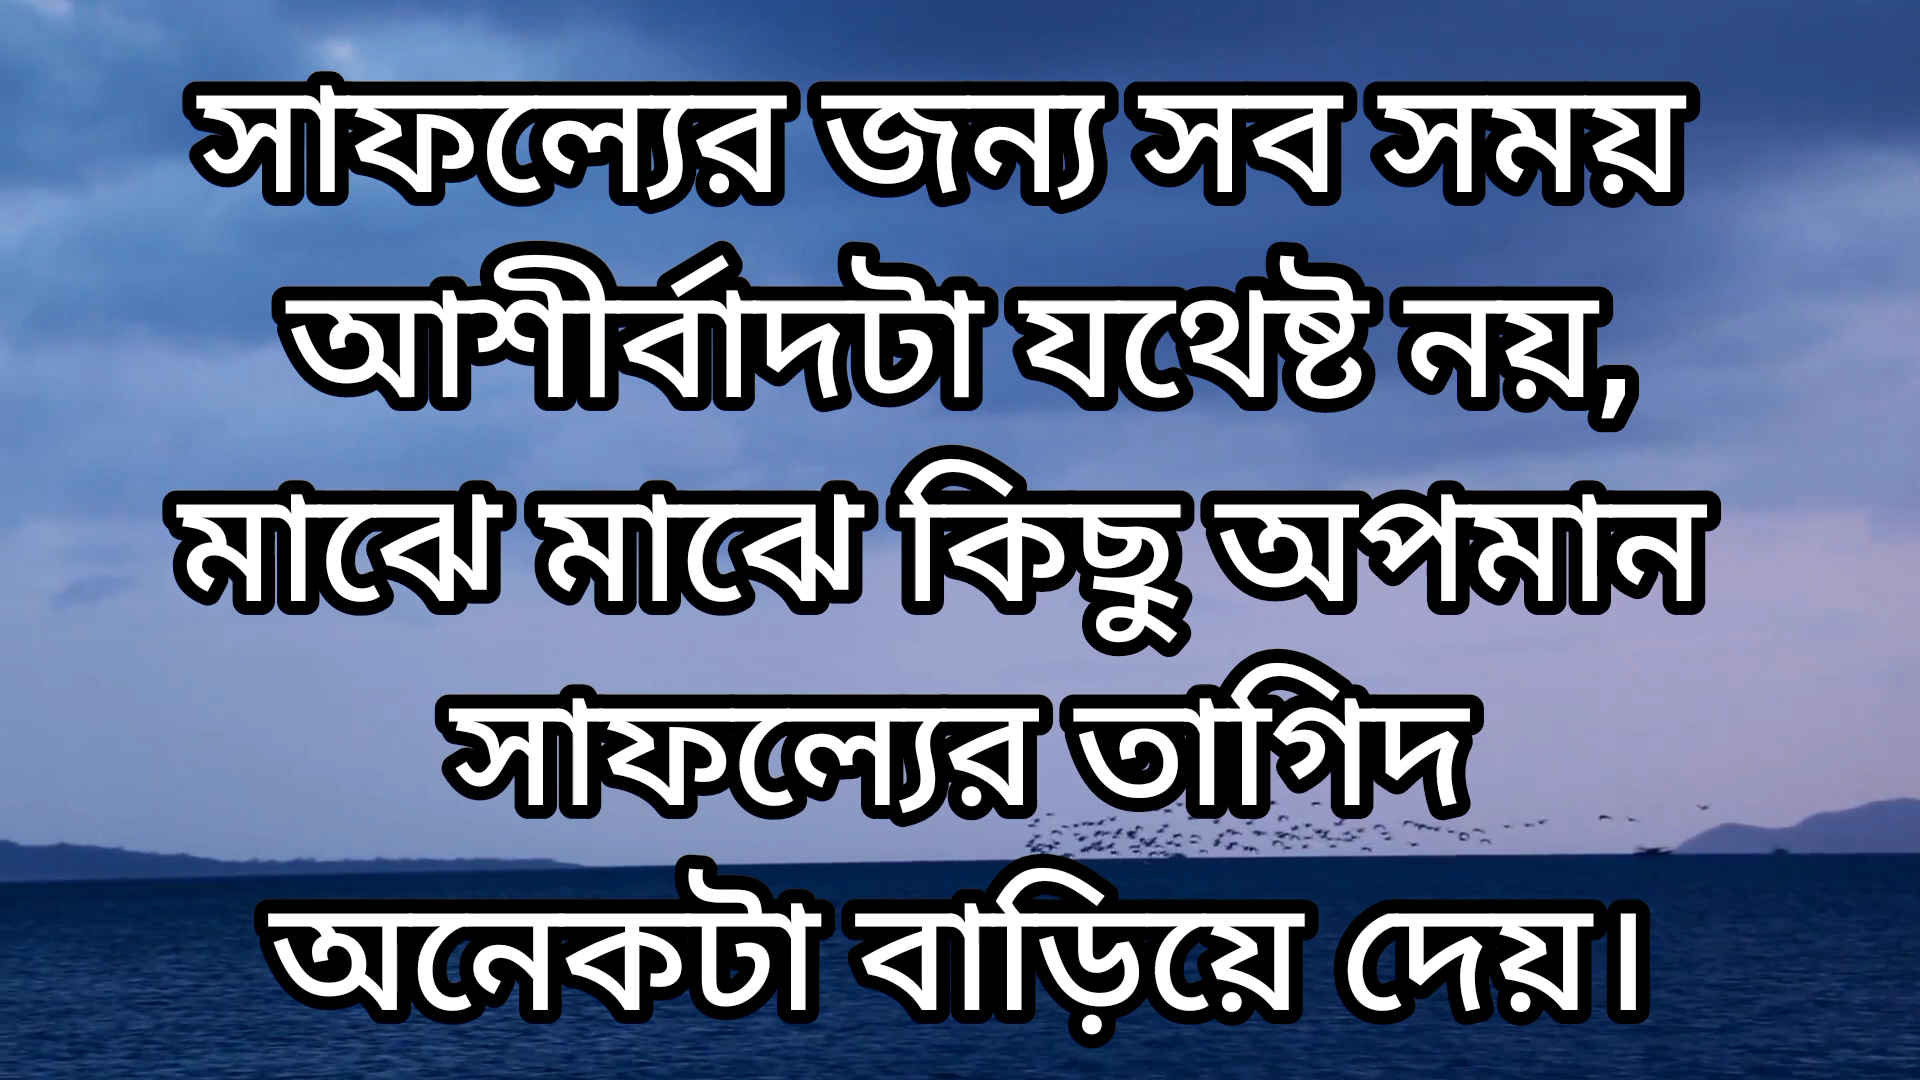 সাফল্যের জন্য সব সময়
আশীর্বাদটা যথেষ্ট নয়,
মাঝে মাঝে কিছু অপমান
সাফল্যের তাগিদ
অনেকটা বাড়িয়ে দেয়।